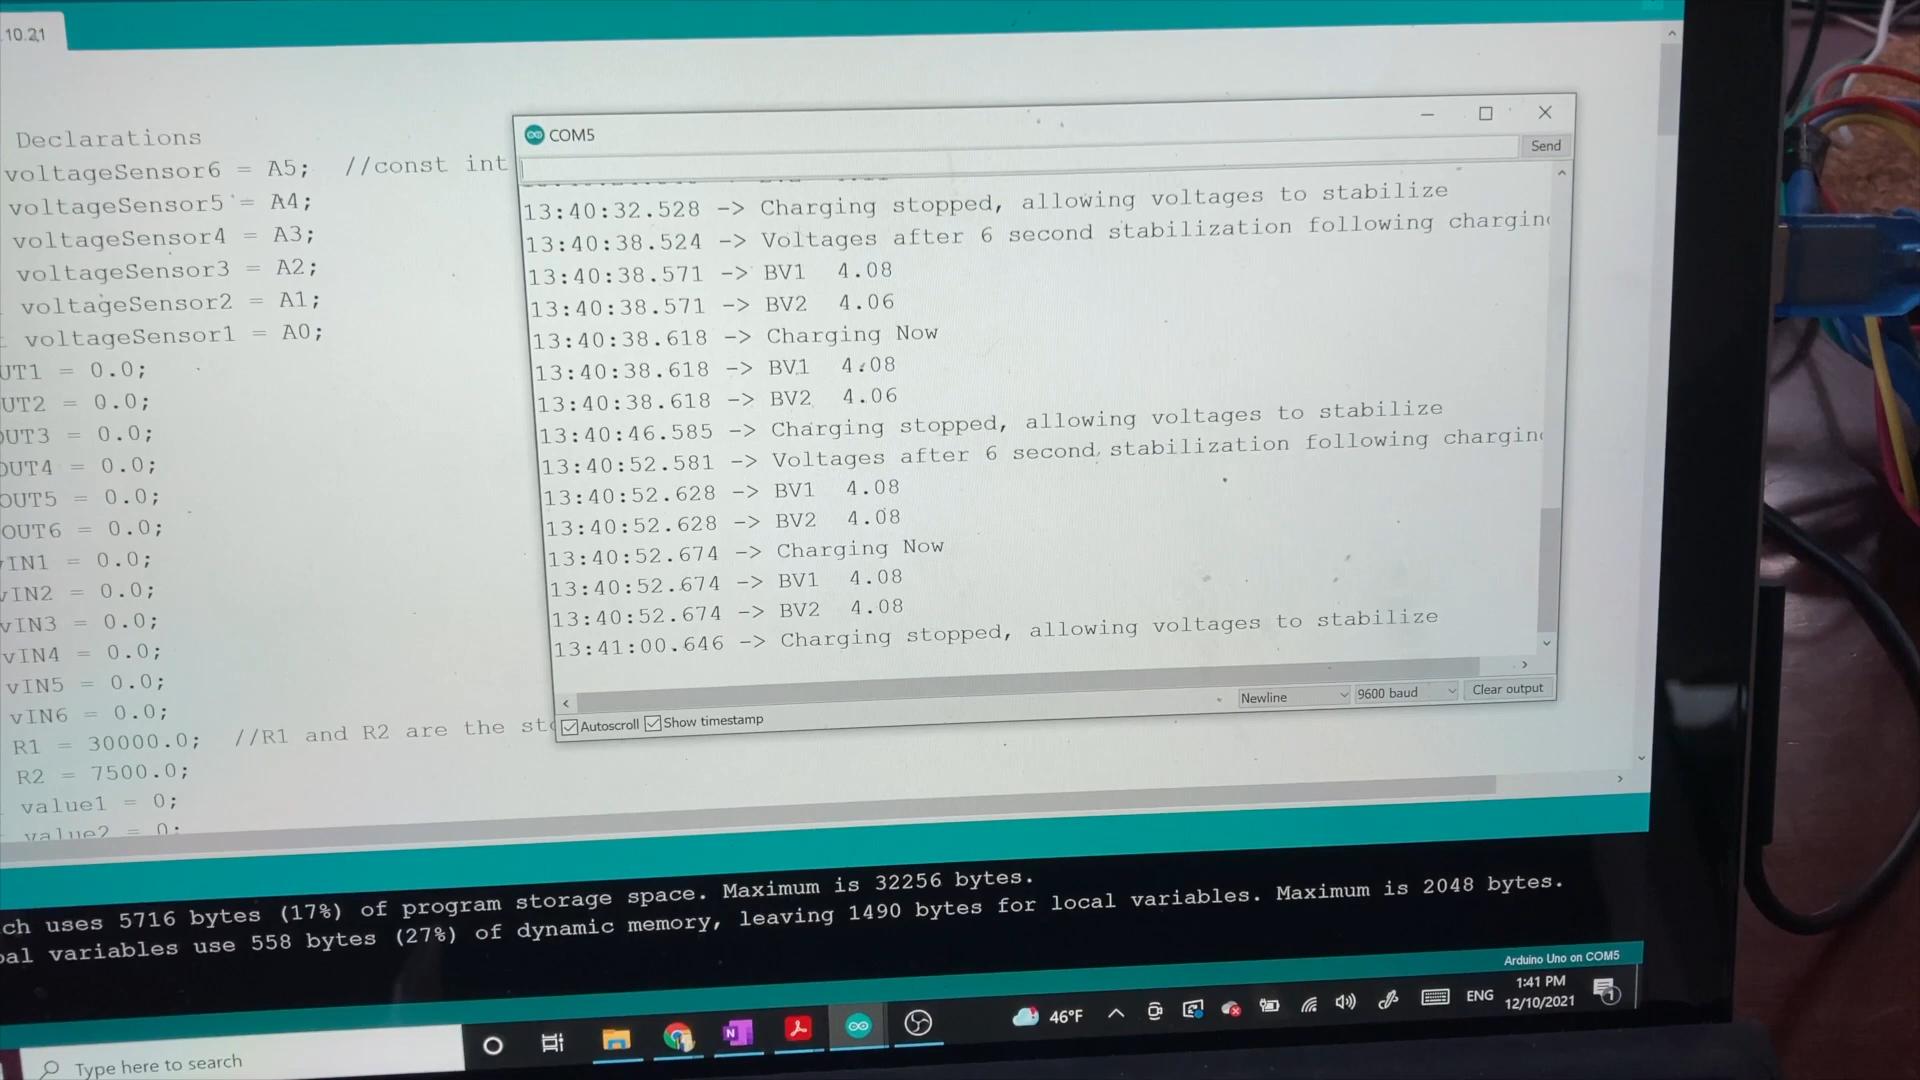 10.21
Declarations
voltageSensor6 = A5; //const int
voltageSensor5 = A4;
voltageSensor4 = A3;
voltageSensor3 = A2;
voltageSensor2 = A1;
voltageSensor1 = A0;
UT1 = 0.0;
UT2 = 0.0;
OUT3 = 0.0;
OUT4 = 0.0;
OUT5 = 0.0;
OUT6 = 0.0;
vIN1 = 0.0;
vIN2 = 0.0;
vIN3 = 0.0;
vIN4 = 0.0;
vIN5 = 0.0;
vIN6 = 0.0;
R1 = 30000.0; //R1 and R2 are the st
R2 = 7500.0;
value1 = 0;
value2 = 0;
COM5
Send
13:40:32.528 -> Charging stopped, allowing voltages to stabilize
13:40:38.524 -> Voltages after 6 second stabilization following charging
13:40:38.571 -> BV1 4.08
13:40:38.571 -> BV2 4.06
13:40:38.618 -> Charging Now
13:40:38.618 -> BV1 4.08
13:40:38.618 -> BV2 4.06
13:40:46.585 -> Charging stopped, allowing voltages to stabilize
13:40:52.581 -> Voltages after 6 second stabilization following charging
13:40:52.628 -> BV1 4.08
13:40:52.628 -> BV2 4.08
13:40:52.674 -> Charging Now
13:40:52.674 -> BV1 4.08
13:40:52.674 -> BV2 4.08
13:41:00.646 -> Charging stopped, allowing voltages to stabilize
Autoscroll Show timestamp Newline 9600 baud Clear output
ch uses 5716 bytes (17%) of program storage space. Maximum is 32256 bytes.
bal variables use 558 bytes (27%) of dynamic memory, leaving 1490 bytes for local variables. Maximum is 2048 bytes.
Arduino Uno on COM5
Type here to search
46°F
ENG
1:41 PM
12/10/2021
1